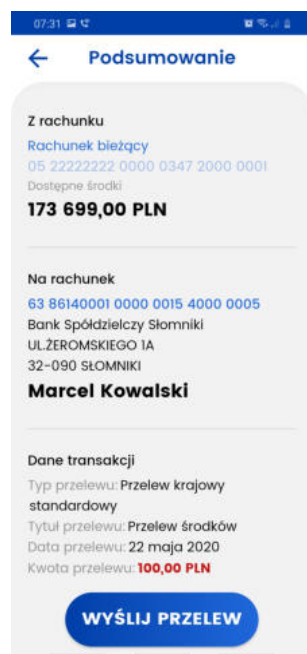 07:31
Podsumowanie
Z rachunku
Rachunek bieżący
05 22222222 0000 0347 2000 0001
Dostępne środki
173 699,00 PLN
Na rachunek
63 86140001 0000 0015 4000 0005
Bank Spółdzielczy Słomniki
UL.ŻEROMSKIEGO 1A
32-090 SŁOMNIKI
Marcel Kowalski
Dane transakcji
Typ przelewu: Przelew krajowy
standardowy
Tytuł przelewu: Przelew środków
Data przelewu: 22 maja 2020
Kwota przelewu: 100,00 PLN
WYŚLIJ PRZELEW